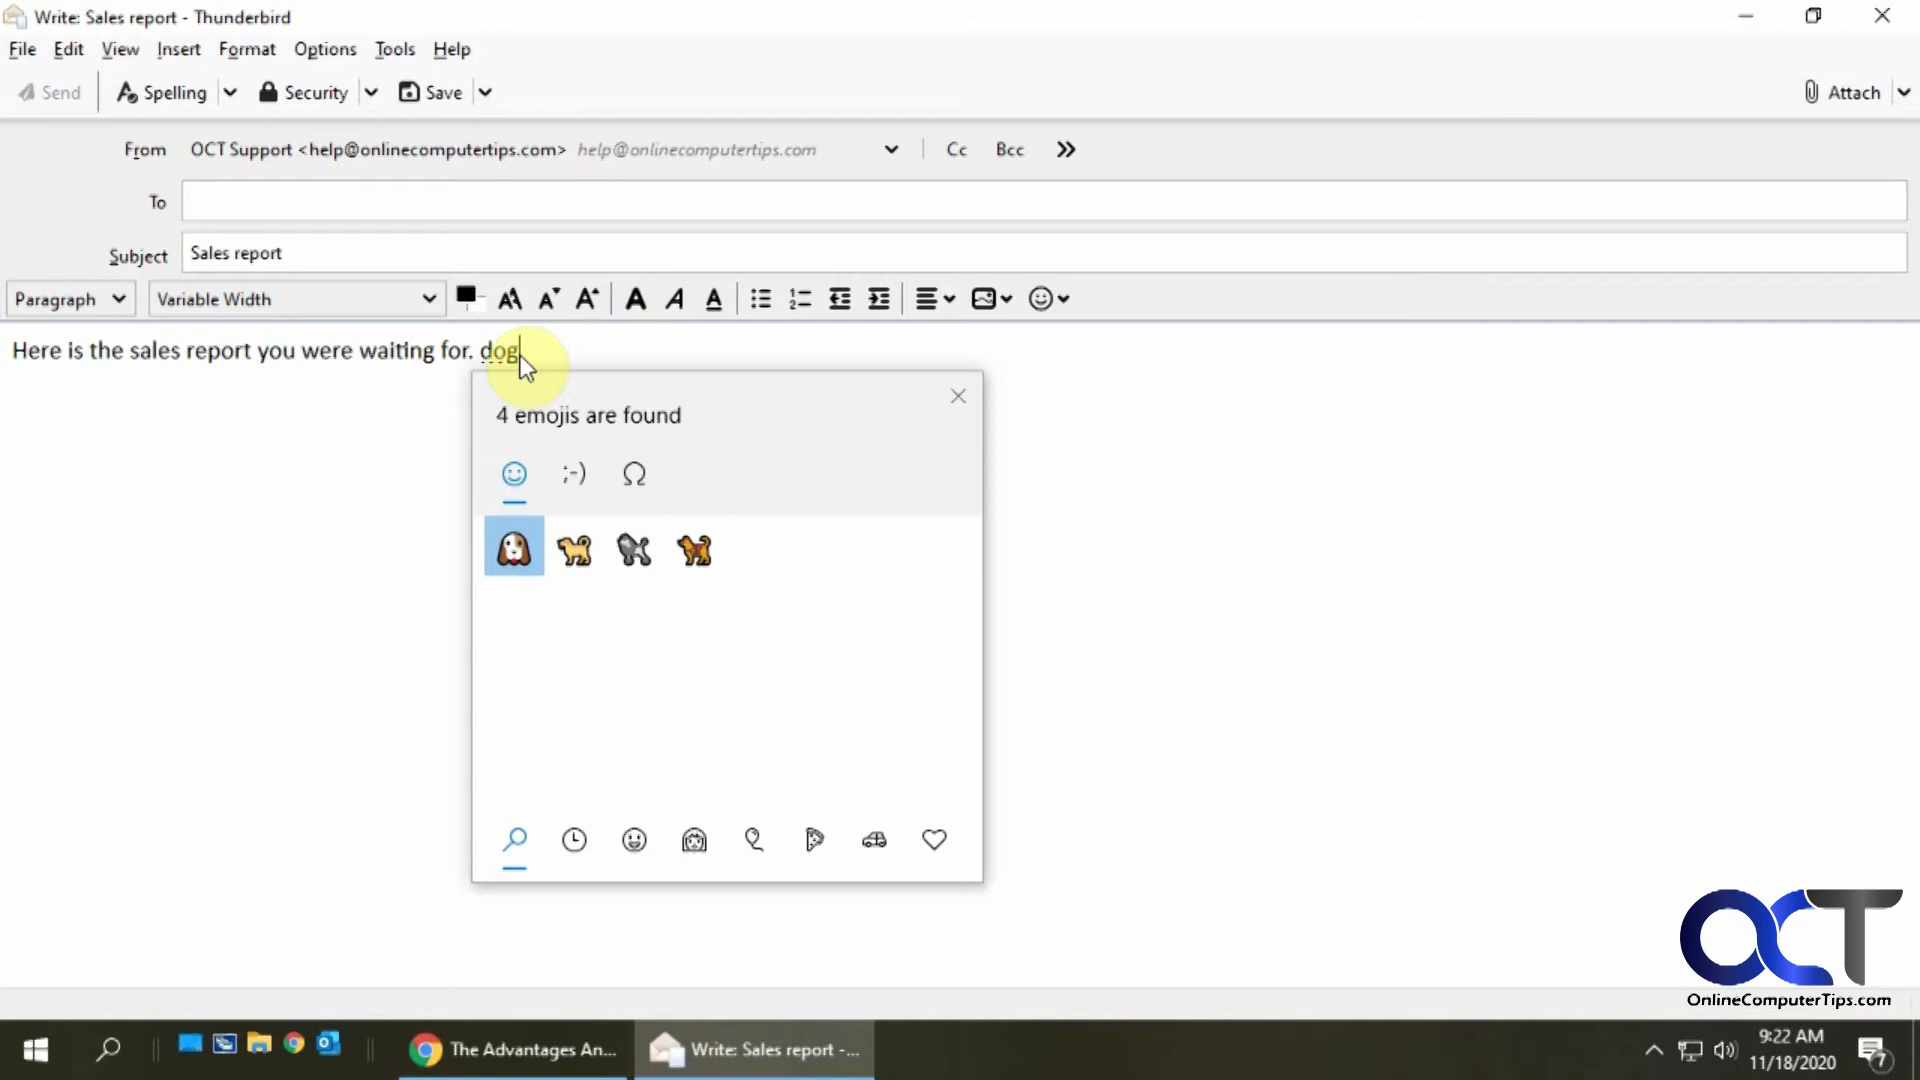 Write: Sales report - Thunderbird
File Edit View Insert Format Options Tools Help
Send Spelling Security Save Attach
From OCT Support <help@onlinecomputertips.com> help@onlinecomputertips.com Cc Bcc
To
Subject Sales report
Paragraph Variable Width
Here is the sales report you were waiting for. dog
4 emojis are found
;-) Ω
OCT
OnlineComputerTips.com
The Advantages An... Write: Sales report -... 9:22 AM
11/18/2020 7